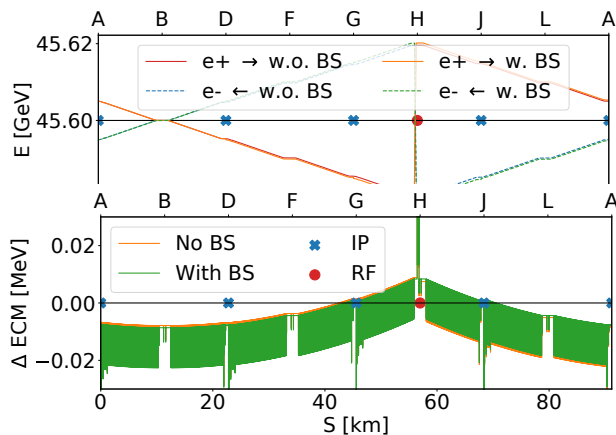 A B D F G H J L A
45.62
e+ → w.o. BS e+ → w. BS
e- ← w.o. BS e- ← w. BS
45.60
E [GeV]
A B D F G H J L A
0.02
No BS IP
With BS RF
0.00
−0.02
Δ ECM [MeV]
0 20 40 60 80
S [km]